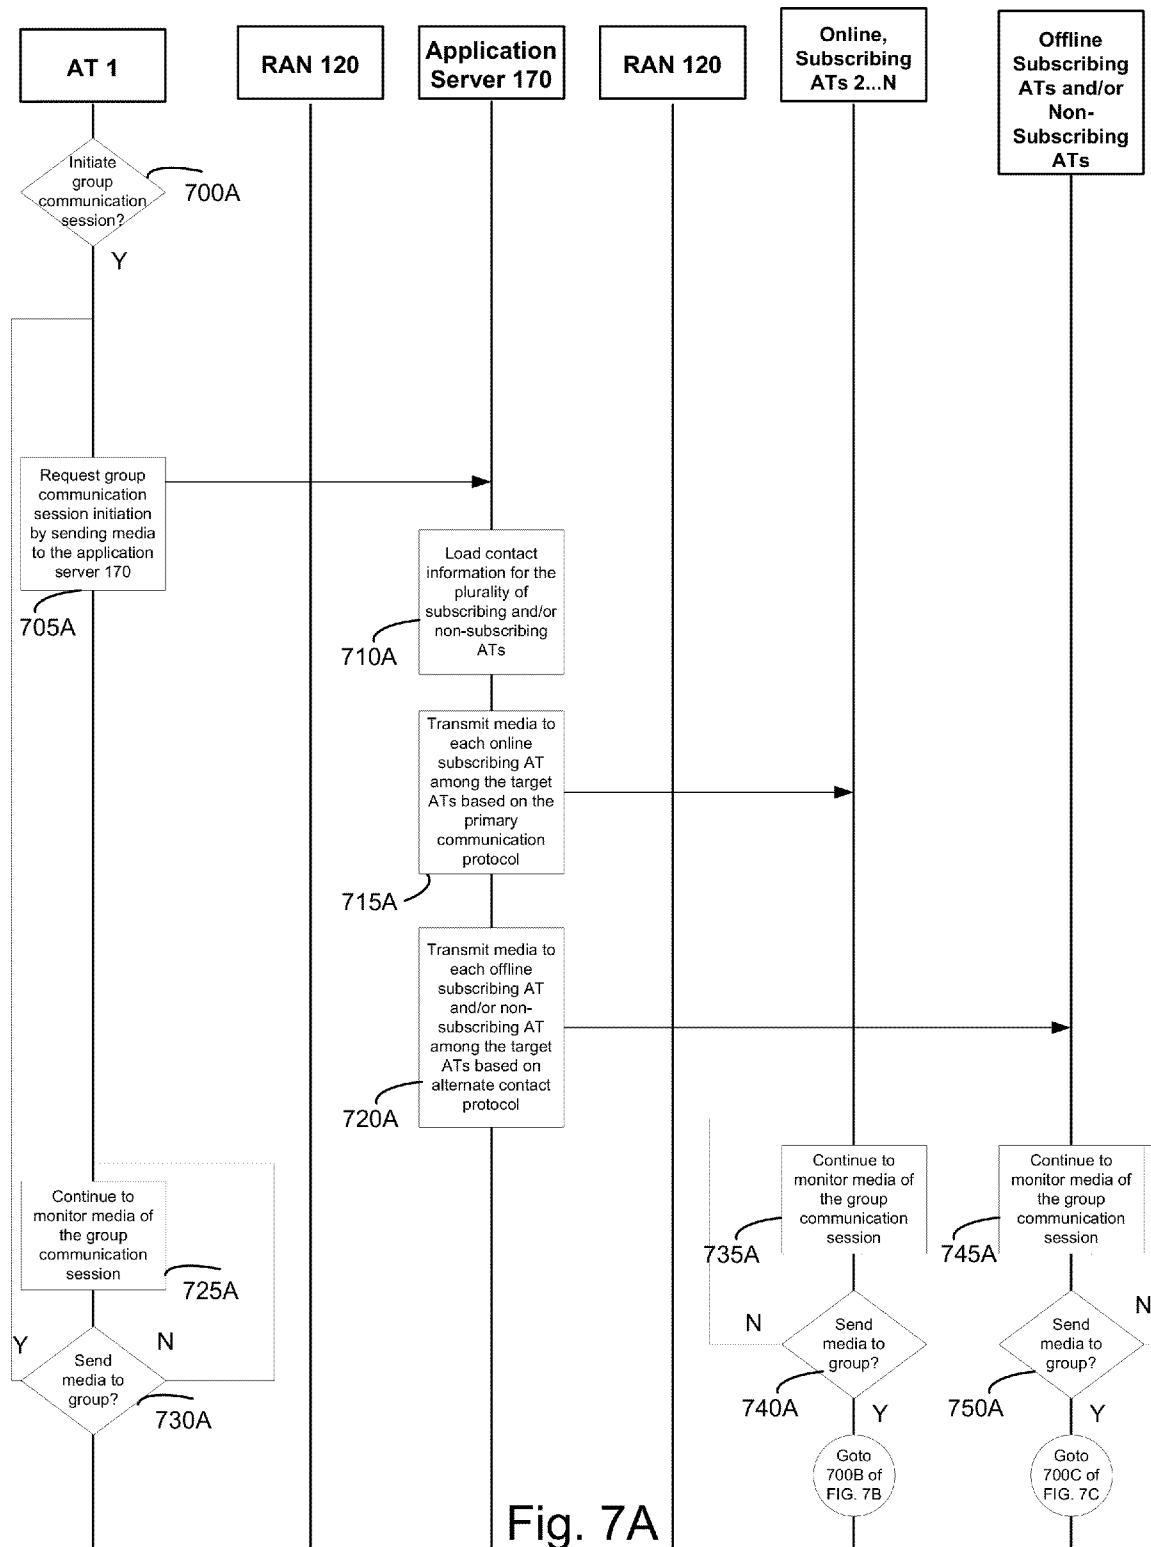 AT 1
RAN 120
Application
Server 170
RAN 120
Online,
Subscribing
ATs 2...N
Offline
Subscribing
ATs and/or
Non-
Subscribing
ATs
Initiate
group
communication
session?
700A
Y
Request group
communication
session initiation
by sending media
to the application
server 170
705A
Load contact
information for the
plurality of
subscribing and/or
non-subscribing
ATs
710A
Transmit media to
each online
subscribing AT
among the target
ATs based on the
primary
communication
protocol
715A
Transmit media to
each offline
subscribing AT
and/or non-
subscribing AT
among the target
ATs based on
alternate contact
protocol
720A
Continue to
monitor media of
the group
communication
session
725A
Y
N
Send
media to
group?
730A
Continue to
monitor media of
the group
communication
session
735A
N
Send
media to
group?
740A
Y
Goto
700B of
FIG. 7B
Continue to
monitor media of
the group
communication
session
745A
N
Send
media to
group?
750A
Y
Goto
700C of
FIG. 7C
Fig. 7A